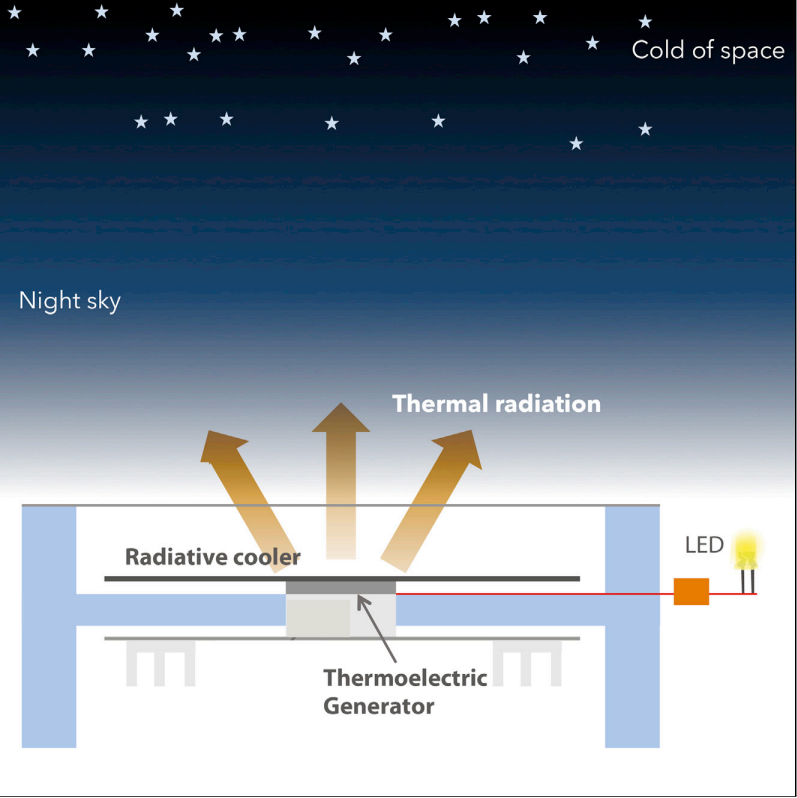 Cold of space
Night sky
Thermal radiation
Radiative cooler
LED
Thermoelectric
Generator